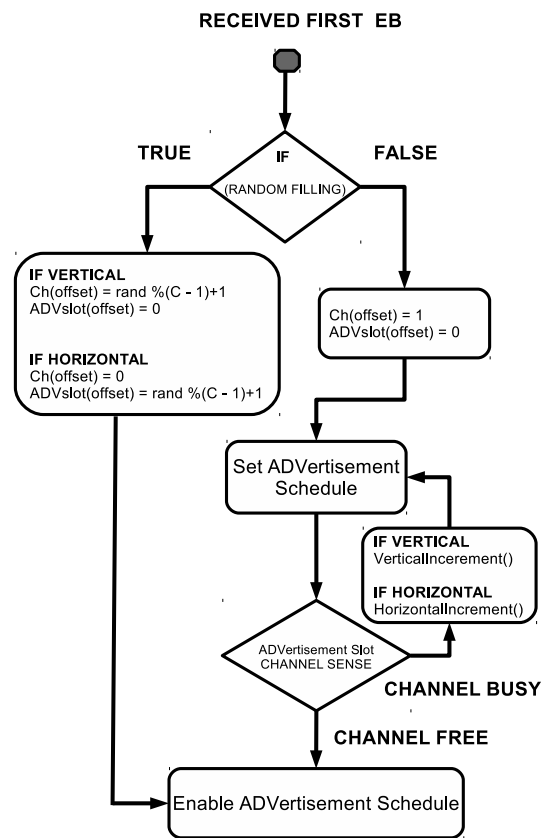 RECEIVED FIRST EB
TRUE
IF
FALSE
(RANDOM FILLING)
IF VERTICAL
Ch(offset) = rand %(C - 1)+1
ADVslot(offset) = 0
IF HORIZONTAL
Ch(offset) = 0
ADVslot(offset) = rand %(C - 1)+1
Ch(offset) = 1
ADVslot(offset) = 0
Set ADVertisement
Schedule
IF VERTICAL
VerticalIncerement()
IF HORIZONTAL
HorizontalIncrement()
ADVertisement Slot
CHANNEL SENSE
CHANNEL BUSY
CHANNEL FREE
Enable ADVertisement Schedule